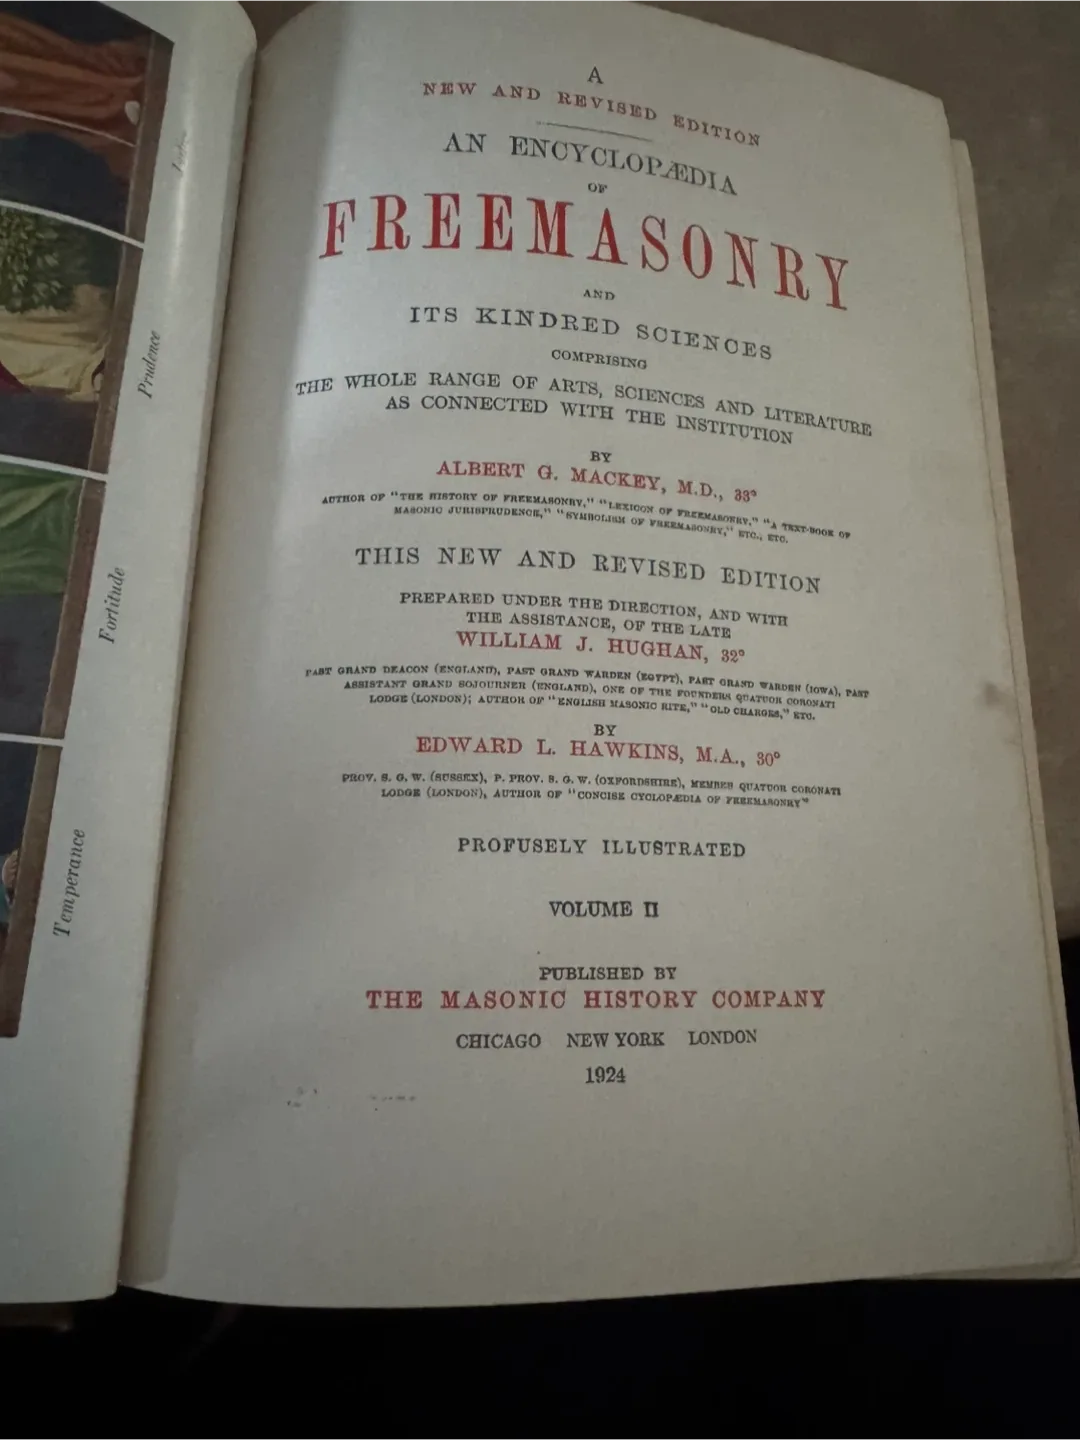 Prudence
Fortitude
Temperance
A
NEW AND REVISED EDITION
AN ENCYCLOPÆDIA
OF
FREEMASONRY
AND
ITS KINDRED SCIENCES
COMPRISING
THE WHOLE RANGE OF ARTS, SCIENCES AND LITERATURE
AS CONNECTED WITH THE INSTITUTION
BY
ALBERT G. MACKEY, M.D., 33°
AUTHOR OF "THE HISTORY OF FREEMASONRY," "LEXICON OF FREEMASONRY," "A TEXT-BOOK OF
MASONIC JURISPRUDENCE," "SYMBOLISM OF FREEMASONRY," ETC., ETC.
THIS NEW AND REVISED EDITION
PREPARED UNDER THE DIRECTION, AND WITH
THE ASSISTANCE, OF THE LATE
WILLIAM J. HUGHAN, 32°
PAST GRAND DEACON (ENGLAND), PAST GRAND WARDEN (EGYPT), PAST GRAND WARDEN (IOWA), PAST
ASSISTANT GRAND SOJOURNER (ENGLAND), ONE OF THE FOUNDERS QUATUOR CORONATI
LODGE (LONDON); AUTHOR OF "ENGLISH MASONIC RITE," "OLD CHARGES," ETC.
BY
EDWARD L. HAWKINS, M.A., 30°
PROV. S. G. W. (SUSSEX), P. PROV. S. G. W. (OXFORDSHIRE), MEMBER QUATUOR CORONATI
LODGE (LONDON), AUTHOR OF "CONCISE CYCLOPÆDIA OF FREEMASONRY"
PROFUSELY ILLUSTRATED
VOLUME II
PUBLISHED BY
THE MASONIC HISTORY COMPANY
CHICAGO NEW YORK LONDON
1924